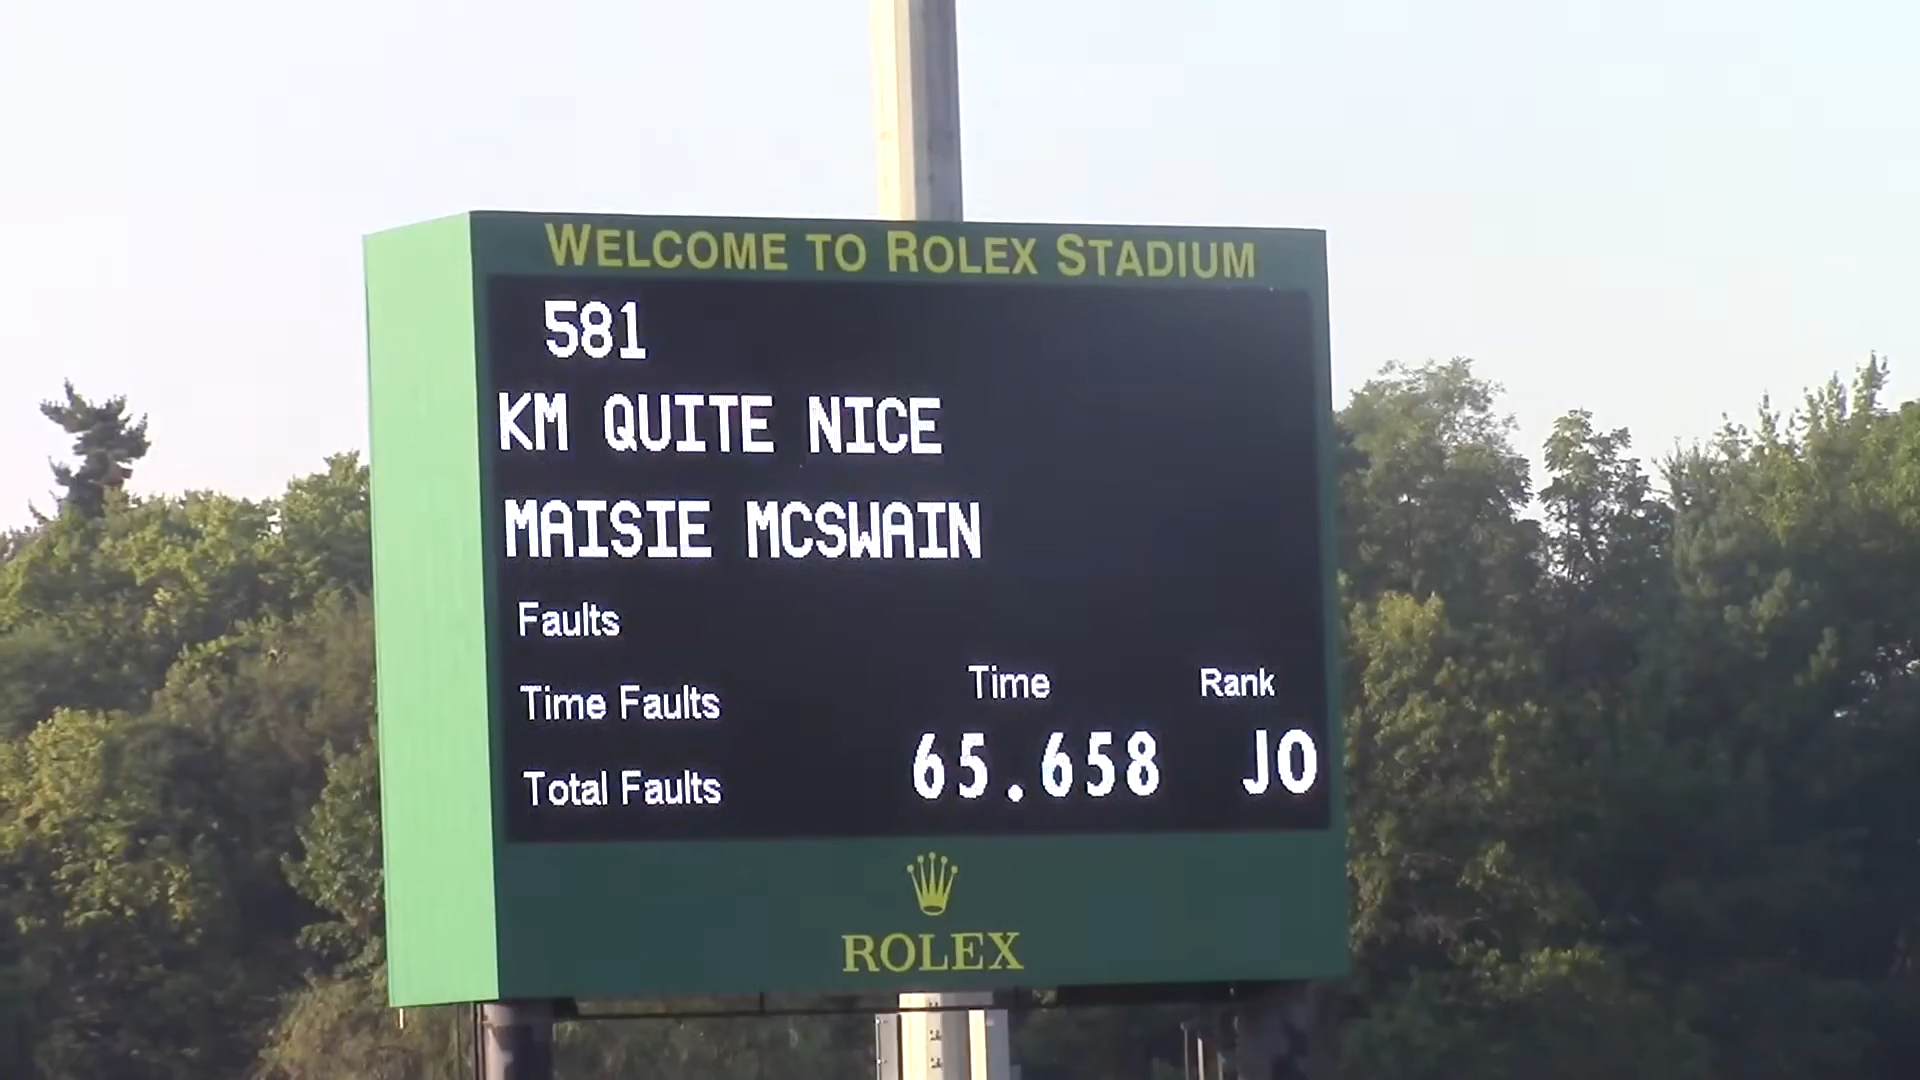 WELCOME TO ROLEX STADIUM
581
KM QUITE NICE
MAISIE MCSWAIN
Faults
Time Faults
Time Rank
Total Faults
65.658 JO
ROLEX